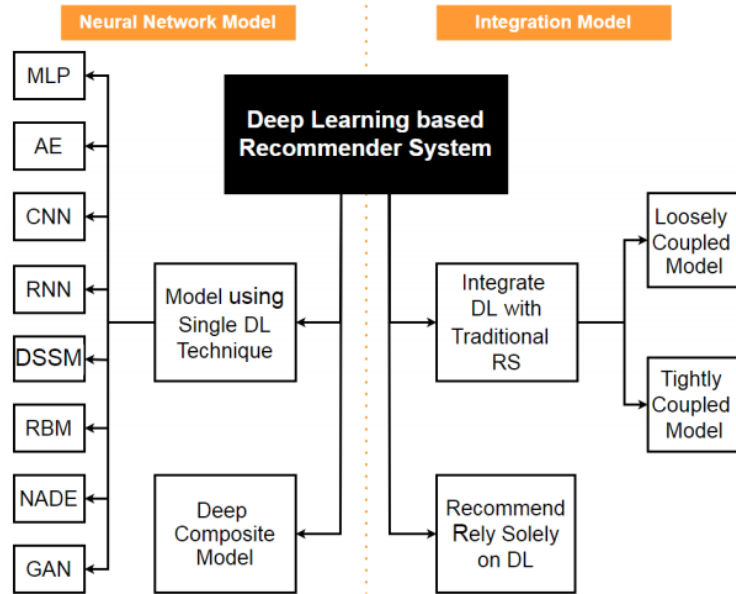 Neural Network Model
Integration Model
Deep Learning based
Recommender System
MLP
AE
CNN
RNN
DSSM
RBM
NADE
GAN
Model using
Single DL
Technique
Deep
Composite
Model
Integrate
DL with
Traditional
RS
Recommend
Rely Solely
on DL
Loosely
Coupled
Model
Tightly
Coupled
Model